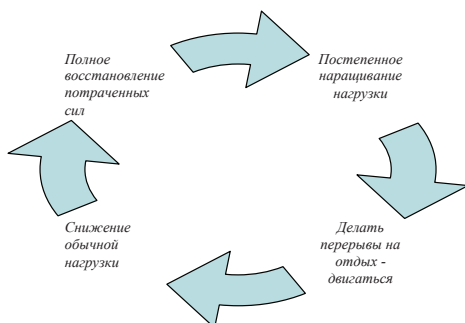 Полное
восстановление
потраченных
сил
Постепенное
наращивание
нагрузки
Делать
перерывы на
отдых -
двигаться
Снижение
обычной
нагрузки